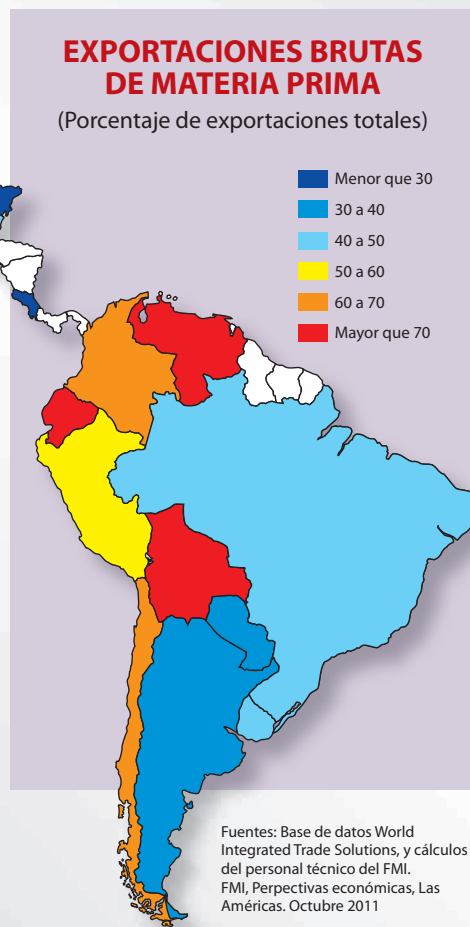 EXPORTACIONES BRUTAS
DE MATERIA PRIMA
(Porcentaje de exportaciones totales)
Menor que 30
30 a 40
40 a 50
50 a 60
60 a 70
Mayor que 70
Fuentes: Base de datos World
Integrated Trade Solutions, y cálculos
del personal técnico del FMI.
FMI, Perpectivas económicas, Las
Américas. Octubre 2011